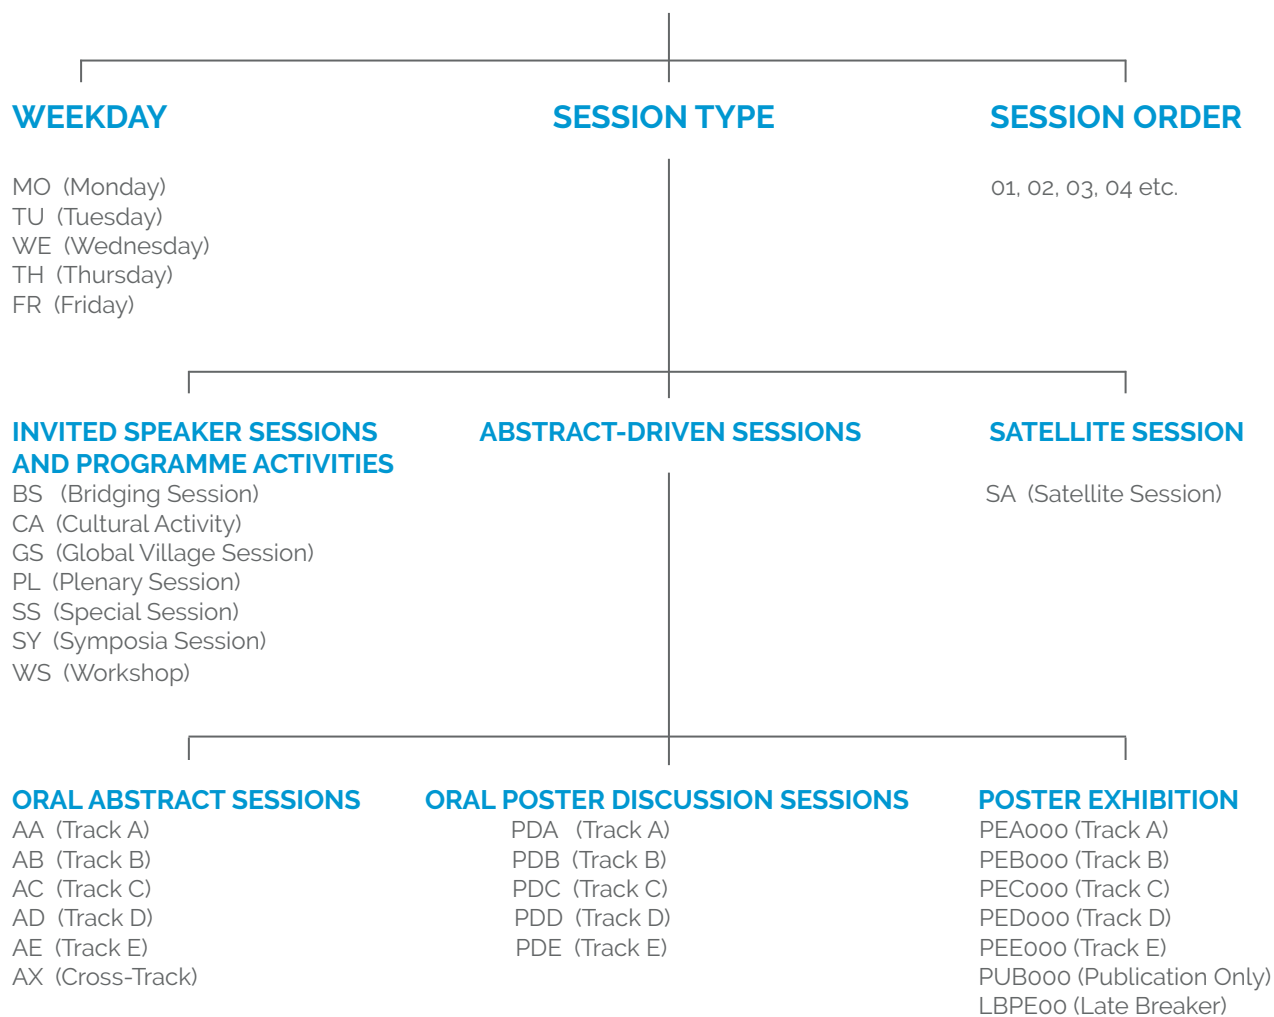 WEEKDAY
MO (Monday)
TU (Tuesday)
WE (Wednesday)
TH (Thursday)
FR (Friday)
SESSION TYPE
SESSION ORDER
01, 02, 03, 04 etc.
INVITED SPEAKER SESSIONS
AND PROGRAMME ACTIVITIES
BS (Bridging Session)
CA (Cultural Activity)
GS (Global Village Session)
PL (Plenary Session)
SS (Special Session)
SY (Symposia Session)
WS (Workshop)
ABSTRACT-DRIVEN SESSIONS
SATELLITE SESSION
SA (Satellite Session)
ORAL ABSTRACT SESSIONS
AA (Track A)
AB (Track B)
AC (Track C)
AD (Track D)
AE (Track E)
AX (Cross-Track)
ORAL POSTER DISCUSSION SESSIONS
PDA (Track A)
PDB (Track B)
PDC (Track C)
PDD (Track D)
PDE (Track E)
POSTER EXHIBITION
PEA000 (Track A)
PEB000 (Track B)
PEC000 (Track C)
PED000 (Track D)
PEE000 (Track E)
PUB000 (Publication Only)
LBPE00 (Late Breaker)